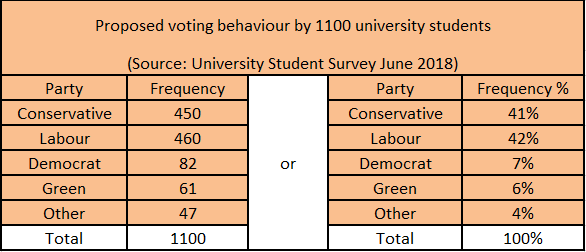 Proposed voting behaviour by 1100 university students
(Source: University Student Survey June 2018)
Party Frequency Party Frequency %
Conservative 450 Conservative 41%
Labour 460 Labour 42%
Democrat 82 or Democrat 7%
Green 61 Green 6%
Other 47 Other 4%
Total 1100 Total 100%